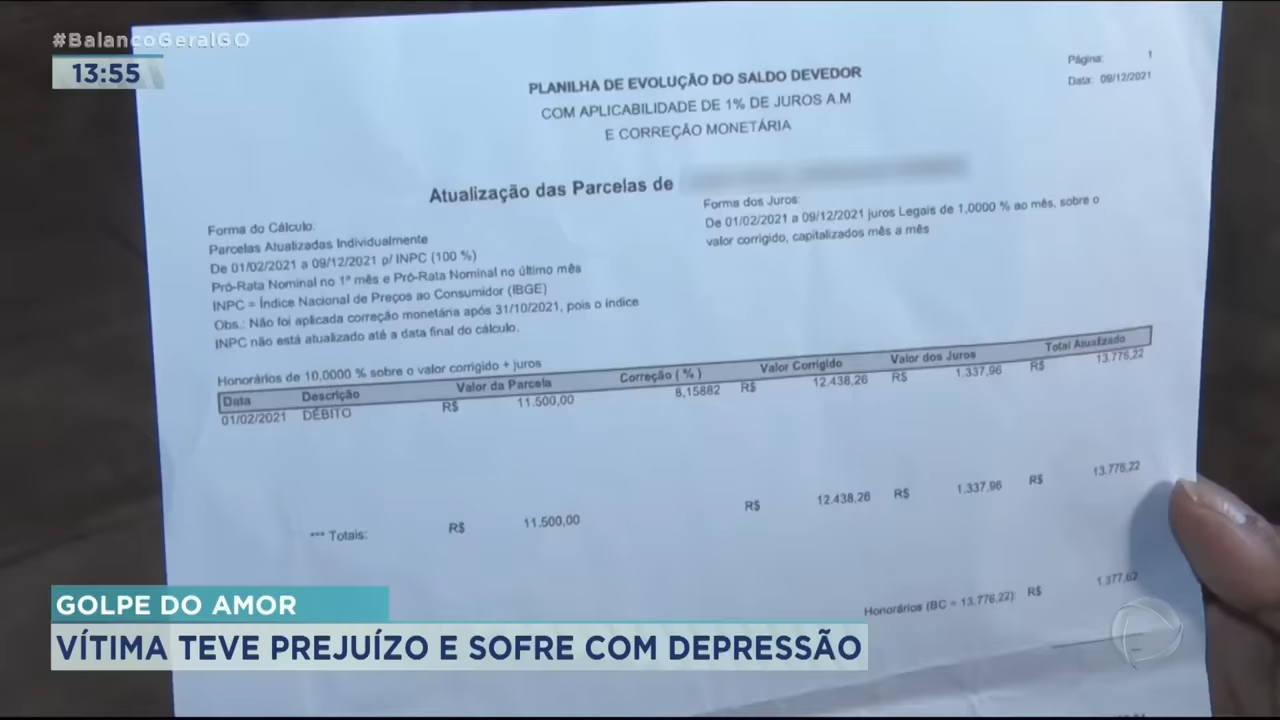 #BalançoGeralGO
13:55
Página: 1
Data: 09/12/2021
PLANILHA DE EVOLUÇÃO DO SALDO DEVEDOR
COM APLICABILIDADE DE 1% DE JUROS A.M
E CORREÇÃO MONETÁRIA
Atualização das Parcelas de
Forma do Cálculo:
Parcelas Atualizadas Individualmente
De 01/02/2021 a 09/12/2021 p/ INPC (100 %)
Pró-Rata Nominal no 1º mês e Pró-Rata Nominal no último mês
INPC = Índice Nacional de Preços ao Consumidor (IBGE)
Obs.: Não foi aplicada correção monetária após 31/10/2021, pois o índice
INPC não está atualizado até a data final do cálculo.
Forma dos Juros:
De 01/02/2021 a 09/12/2021 juros Legais de 1,0000 % ao mês, sobre o
valor corrigido, capitalizados mês a mês
Honorários de 10,0000 % sobre o valor corrigido + juros
Data Descrição Valor da Parcela Correção ( % ) Valor Corrigido Valor dos Juros Total Atualizado
01/02/2021 DÉBITO R$ 11.500,00 8,15882 R$ 12.438,26 R$ 1.337,96 R$ 13.776,22
*** Totais: R$ 11.500,00 R$ 12.438,26 R$ 1.337,96 R$ 13.776,22
Honorários (BC = 13.776,22): R$ 1.377,62
GOLPE DO AMOR
VÍTIMA TEVE PREJUÍZO E SOFRE COM DEPRESSÃO